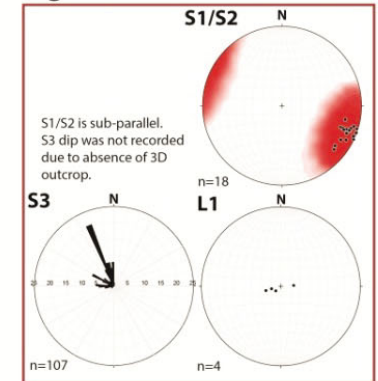 S1/S2 N
S1/S2 is sub-parallel.
S3 dip was not recorded
due to absence of 3D
outcrop.
n=18
S3 N
L1 N
25 20 15 10 5 5 10 15 20 25
n=107
n=4